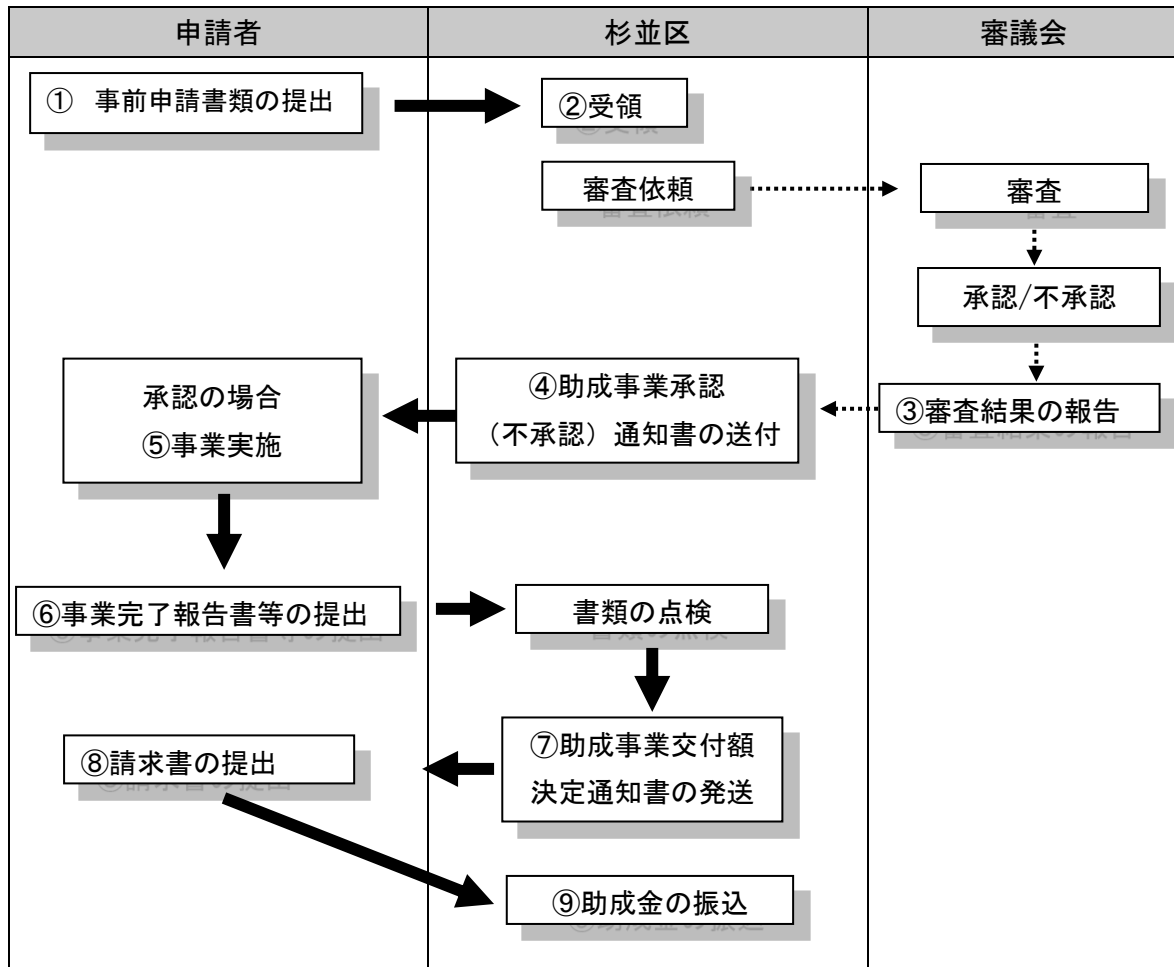 申請者
杉並区
審議会
① 事前申請書類の提出
②受領
審査依頼
審査
承認/不承認
③審査結果の報告
④助成事業承認
（不承認）通知書の送付
承認の場合
⑤事業実施
⑥事業完了報告書等の提出
書類の点検
⑦助成事業交付額
決定通知書の発送
⑧請求書の提出
⑨助成金の振込